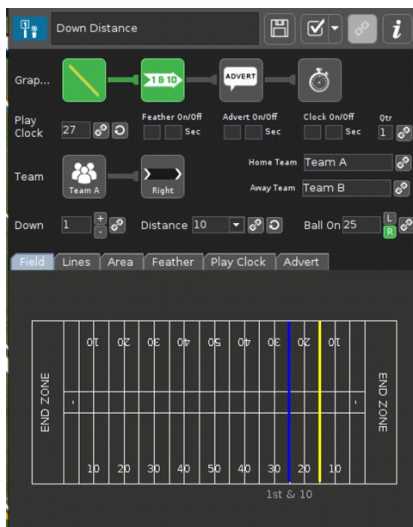 Down Distance
i
Grap...
1 & 10
ADVERT
Play Clock
27
Feather On/Off
Sec
Advert On/Off
Sec
Clock On/Off
Sec
Qtr
1
Team
Team A
Right
Home Team
Team A
Away Team
Team B
Down
1
+
-
Distance
10
Ball On
25
L
R
Field
Lines
Area
Feather
Play Clock
Advert
10 20 30 40 50 40 30 20 10
END ZONE
END ZONE
10 20 30 40 50 40 30 20 10
1st & 10